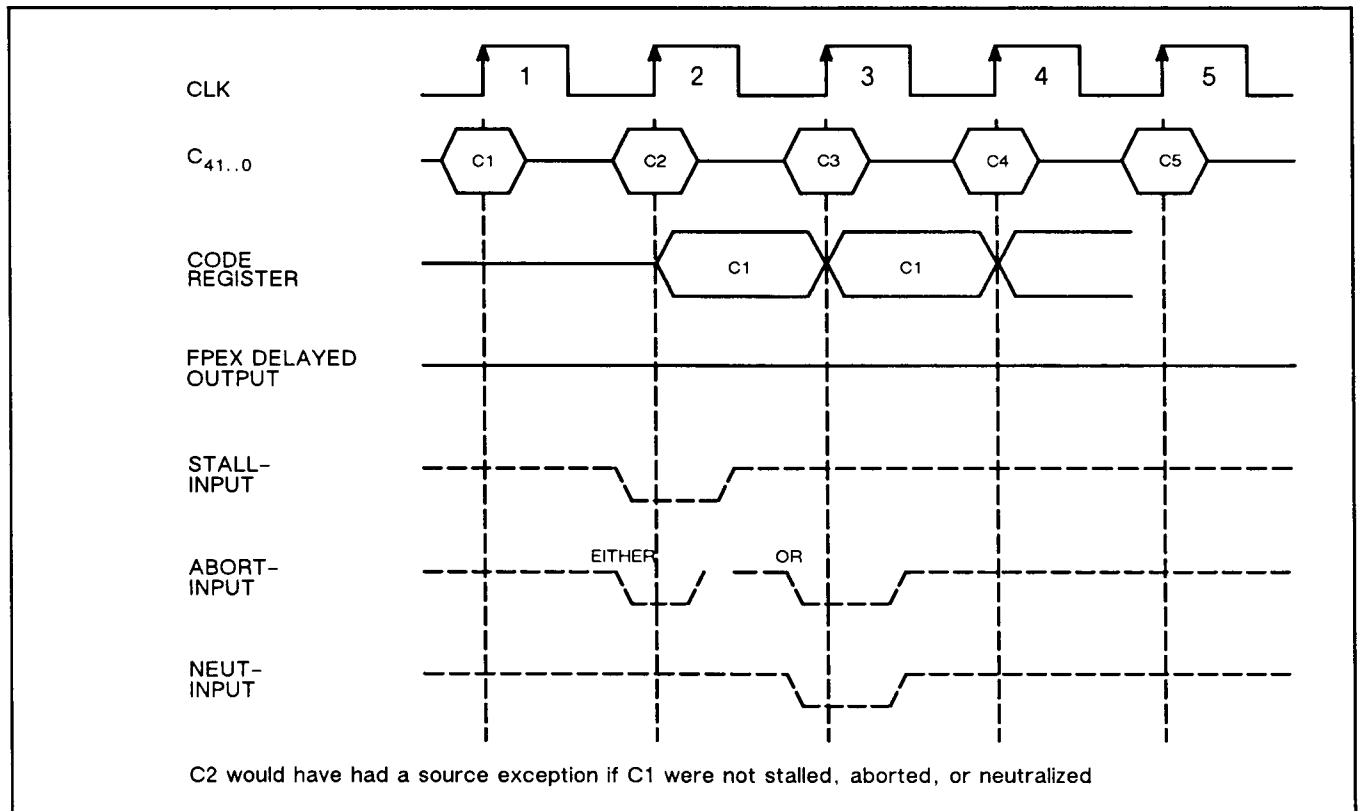 1 2 3 4 5
CLK
C41..0
C1 C2 C3 C4 C5
CODE
REGISTER
C1 C1
FPEX DELAYED
OUTPUT
STALL-
INPUT
EITHER OR
ABORT-
INPUT
NEUT-
INPUT
C2 would have had a source exception if C1 were not stalled, aborted, or neutralized